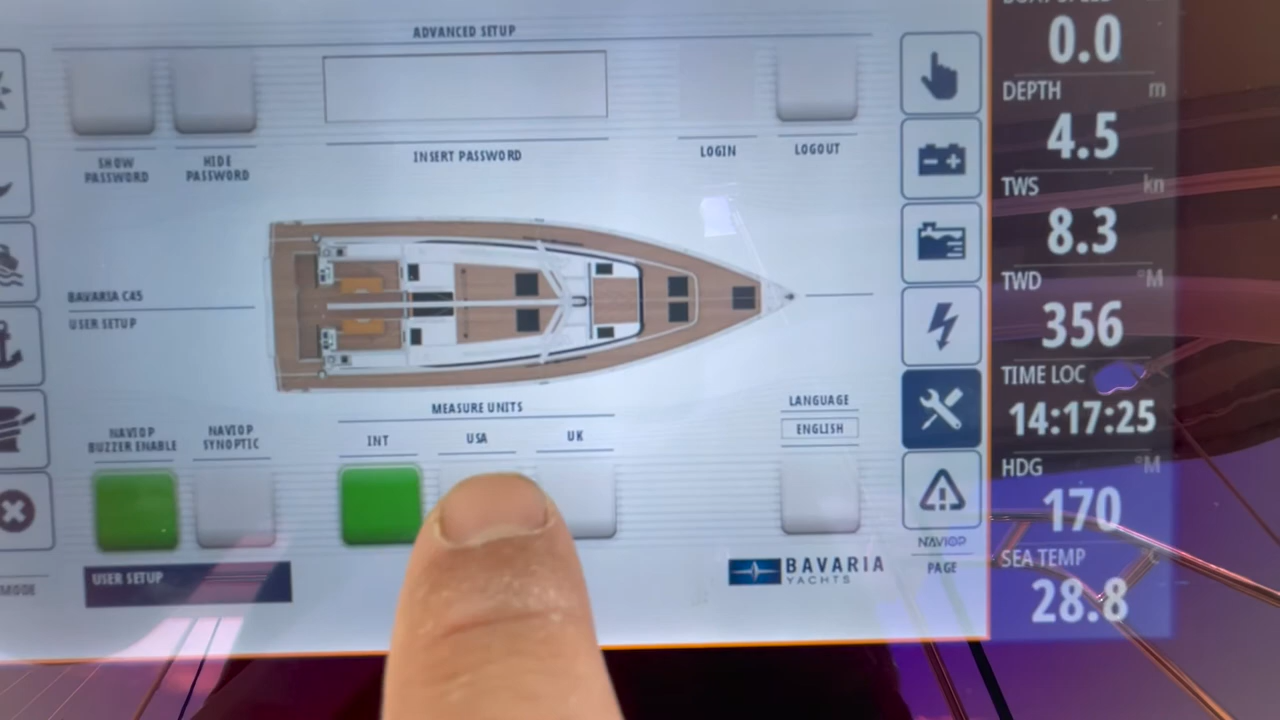 ADVANCED SETUP
SHOW
PASSWORD
HIDE
PASSWORD
INSERT PASSWORD
LOGIN
LOGOUT
BAVARIA C45
USER SETUP
MEASURE UNITS
LANGUAGE
NAVIOP
BUZZER ENABLE
NAVIOP
SYNOPTIC
INT
USA
UK
ENGLISH
USER SETUP
BAVARIA
YACHTS
MODE
NAVIOP
PAGE
BOAT SPEED
0.0
DEPTH m
4.5
TWS kn
8.3
TWD °M
356
TIME LOC
14:17:25
HDG °M
170
SEA TEMP
28.8